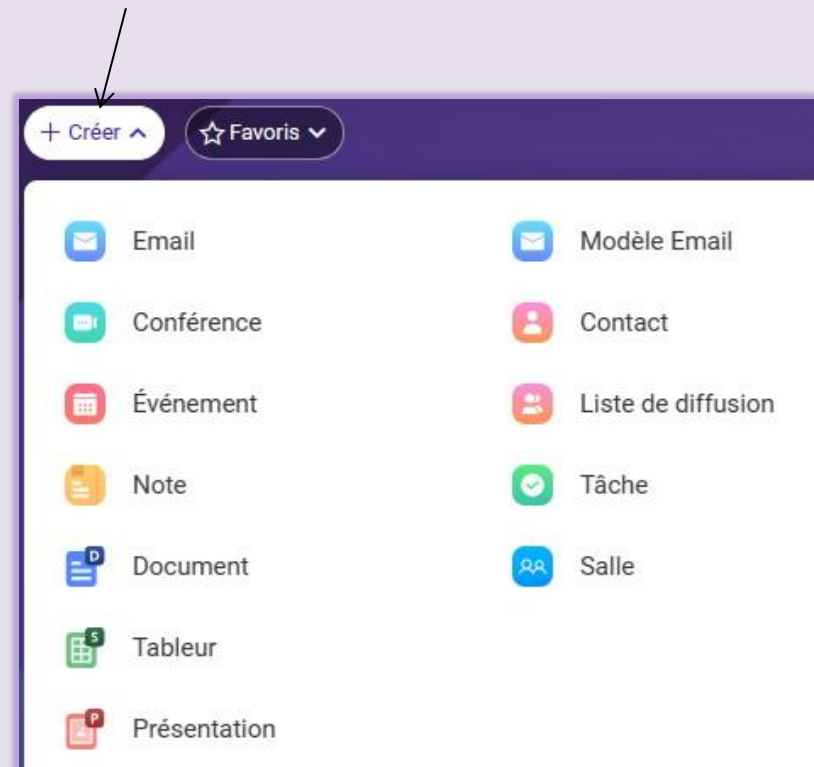 + Créer
Favoris
Email
Conférence
Événement
Note
Document
Tableur
Présentation
Modèle Email
Contact
Liste de diffusion
Tâche
Salle
D
S
P